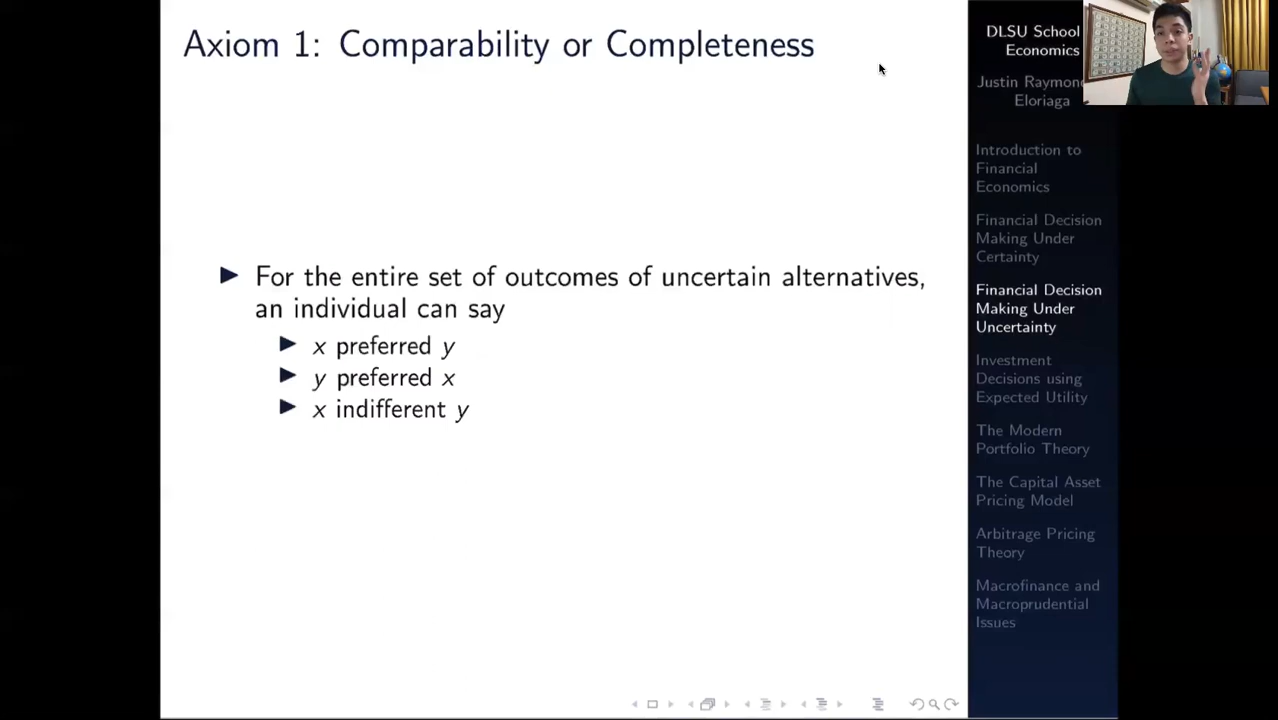 Axiom 1: Comparability or Completeness
For the entire set of outcomes of uncertain alternatives,
an individual can say
x preferred y
y preferred x
x indifferent y
DLSU School
Economics
Justin Raymon
Eloriaga
Introduction to
Financial
Economics
Financial Decision
Making Under
Certainty
Financial Decision
Making Under
Uncertainty
Investment
Decisions using
Expected Utility
The Modern
Portfolio Theory
The Capital Asset
Pricing Model
Arbitrage Pricing
Theory
Macrofinance and
Macroprudential
Issues